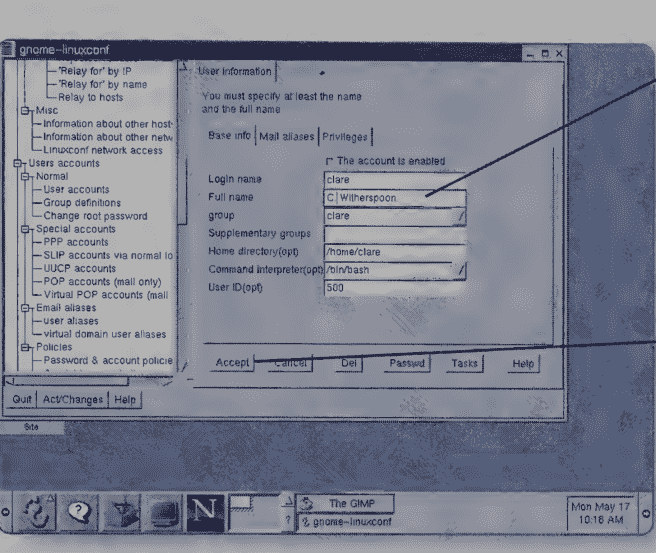 gnome-linuxconf
'Relay for' by IP
'Relay for' by name
Relay to hosts
Misc
Information about other host
Information about other netw
Linuxconf network access
Users accounts
Normal
User accounts
Group definitions
Change root password
Special accounts
PPP accounts
SLIP accounts via normal lo
UUCP accounts
POP accounts (mail only)
Virtual POP accounts (mail
Email aliases
user aliases
virtual domain user aliases
Policies
Password & account policie
Quit Act/Changes Help
User information
You must specify at least the name
and the full name
Base info Mail aliases Privileges
The account is enabled
Login name clare
Full name C Witherspoon
group clare
Supplementary groups
Home directory(opt) /home/clare
Command interpreter(opt) /bin/bash
User ID(opt) 500
Accept Cancel Del Passwd Tasks Help
Site
N
The GIMP
gnome-linuxconf
Mon May 17
10:16 AM